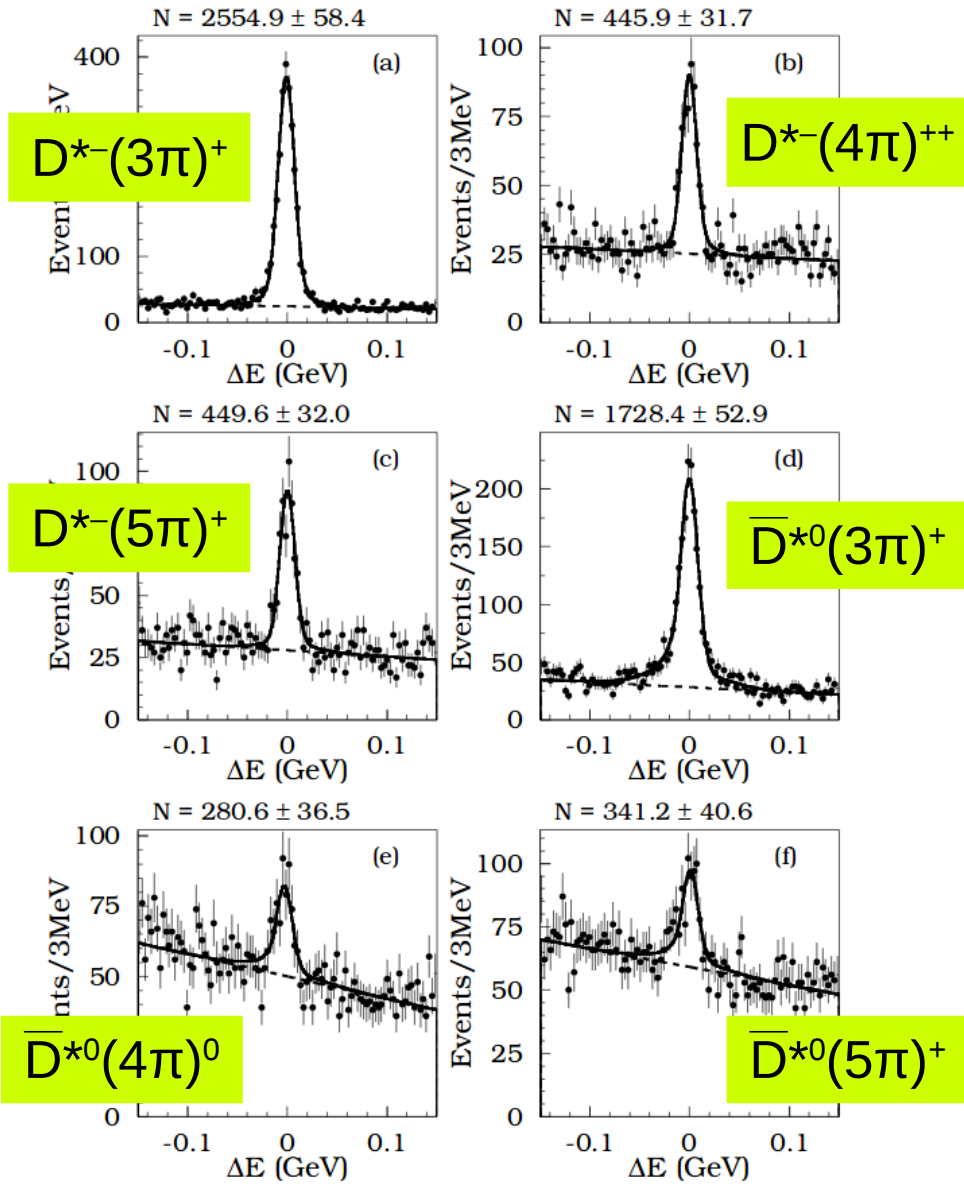 N = 2554.9 ± 58.4
(a)
400
100
0
-0.1 0 0.1
ΔE (GeV)
D*⁻(3π)⁺
N = 445.9 ± 31.7
(b)
Events/3MeV
100
75
50
25
0
-0.1 0 0.1
ΔE (GeV)
D*⁻(4π)⁺⁺
N = 449.6 ± 32.0
(c)
100
50
25
0
-0.1 0 0.1
ΔE (GeV)
D*⁻(5π)⁺
N = 1728.4 ± 52.9
(d)
Events/3MeV
200
150
100
50
0
-0.1 0 0.1
ΔE (GeV)
D̅*⁰(3π)⁺
N = 280.6 ± 36.5
(e)
100
75
50
0
-0.1 0 0.1
ΔE (GeV)
D̅*⁰(4π)⁰
N = 341.2 ± 40.6
(f)
Events/3MeV
100
75
50
25
0
-0.1 0 0.1
ΔE (GeV)
D̅*⁰(5π)⁺